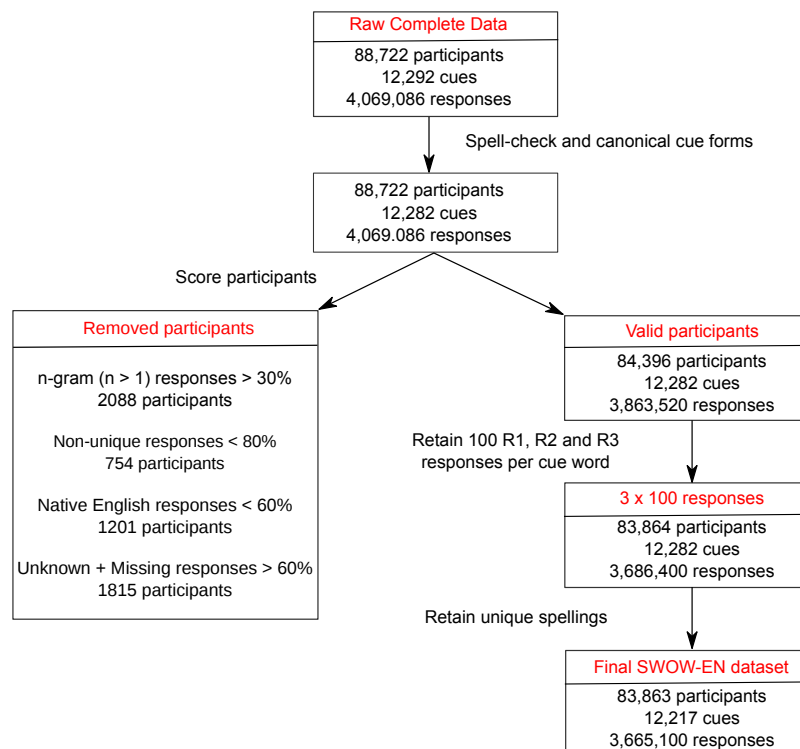 Raw Complete Data
88,722 participants
12,292 cues
4,069,086 responses
Spell-check and canonical cue forms
88,722 participants
12,282 cues
4,069.086 responses
Score participants
Removed participants
n-gram (n > 1) responses > 30%
2088 participants
Non-unique responses < 80%
754 participants
Native English responses < 60%
1201 participants
Unknown + Missing responses > 60%
1815 participants
Valid participants
84,396 participants
12,282 cues
3,863,520 responses
Retain 100 R1, R2 and R3
responses per cue word
3 x 100 responses
83,864 participants
12,282 cues
3,686,400 responses
Retain unique spellings
Final SWOW-EN dataset
83,863 participants
12,217 cues
3,665,100 responses